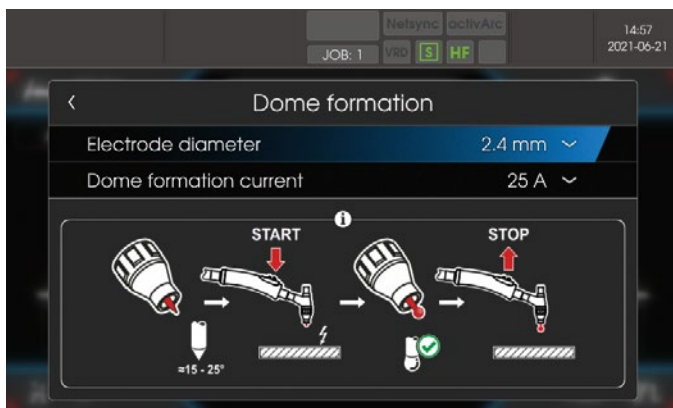 Netsync activArc
JOB: 1 VRD S HF
14:57
2021-06-21
Dome formation
Electrode diameter 2.4 mm
Dome formation current 25 A
START
STOP
≈15 - 25°